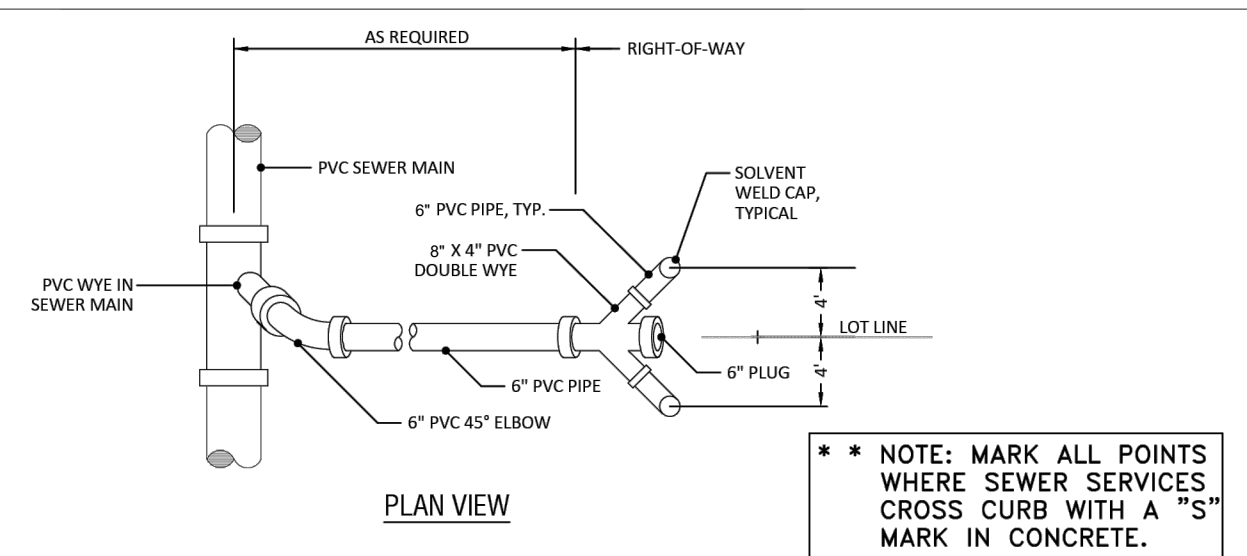 AS REQUIRED
RIGHT-OF-WAY
PVC SEWER MAIN
SOLVENT
WELD CAP,
TYPICAL
6" PVC PIPE, TYP.
8" X 4" PVC
DOUBLE WYE
PVC WYE IN
SEWER MAIN
4'
LOT LINE
4'
6" PLUG
6" PVC PIPE
6" PVC 45° ELBOW
PLAN VIEW
* * NOTE: MARK ALL POINTS
WHERE SEWER SERVICES
CROSS CURB WITH A "S"
MARK IN CONCRETE.